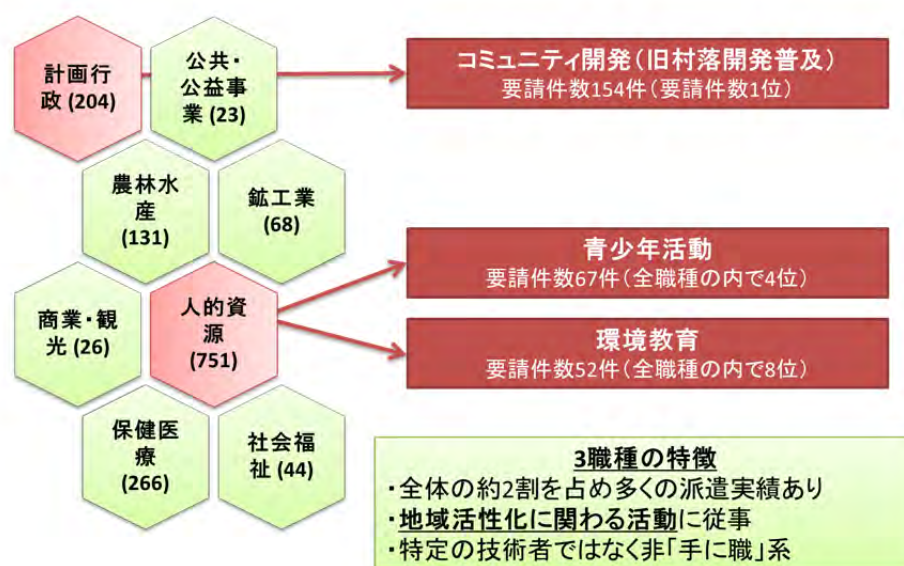 計画行
政 (204)
公共・
公益事
業 (23)
コミュニティ開発(旧村落開発普及)
要請件数154件(要請件数1位)
農林水
産
(131)
鉱工業
(68)
青少年活動
要請件数67件(全職種の内で4位)
商業・観
光 (26)
人的資
源
(751)
環境教育
要請件数52件(全職種の内で8位)
保健医
療
(266)
社会福
祉 (44)
3職種の特徴
・全体の約2割を占め多くの派遣実績あり
・地域活性化に関わる活動に従事
・特定の技術者ではなく非「手に職」系